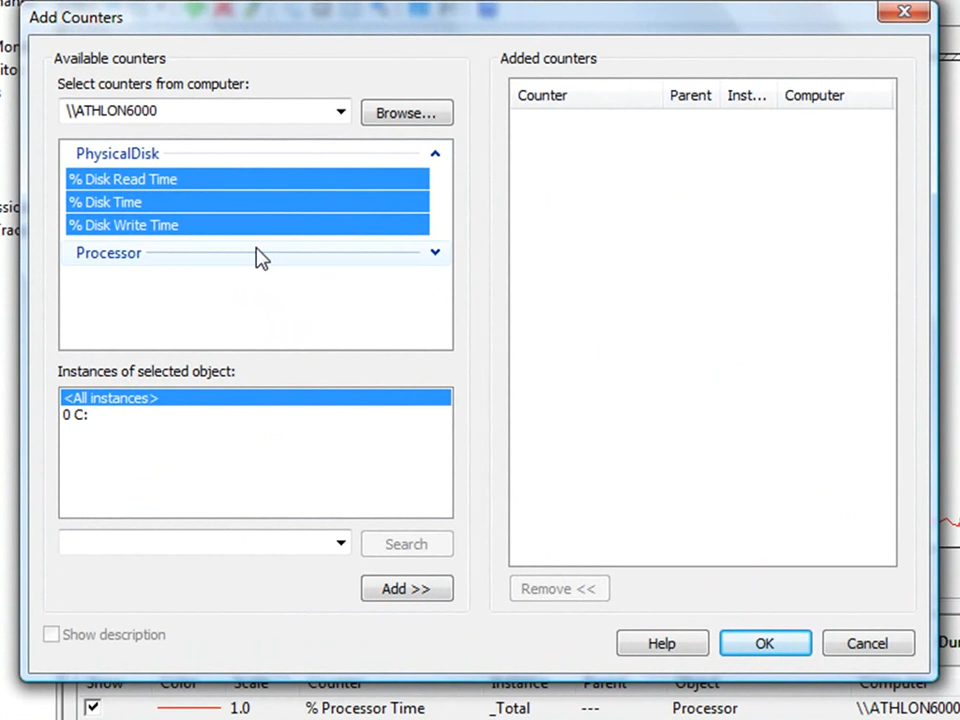 Add Counters
Available counters
Select counters from computer:
\\ATHLON6000
Browse...
PhysicalDisk
% Disk Read Time
% Disk Time
% Disk Write Time
Processor
Instances of selected object:
<All instances>
0 C:
Search
Add >>
Show description
Added counters
Counter Parent Inst... Computer
Remove <<
Help OK Cancel
Show Color Scale Counter Instance Parent Object Computer
1.0 % Processor Time _Total --- Processor \\ATHLON6000